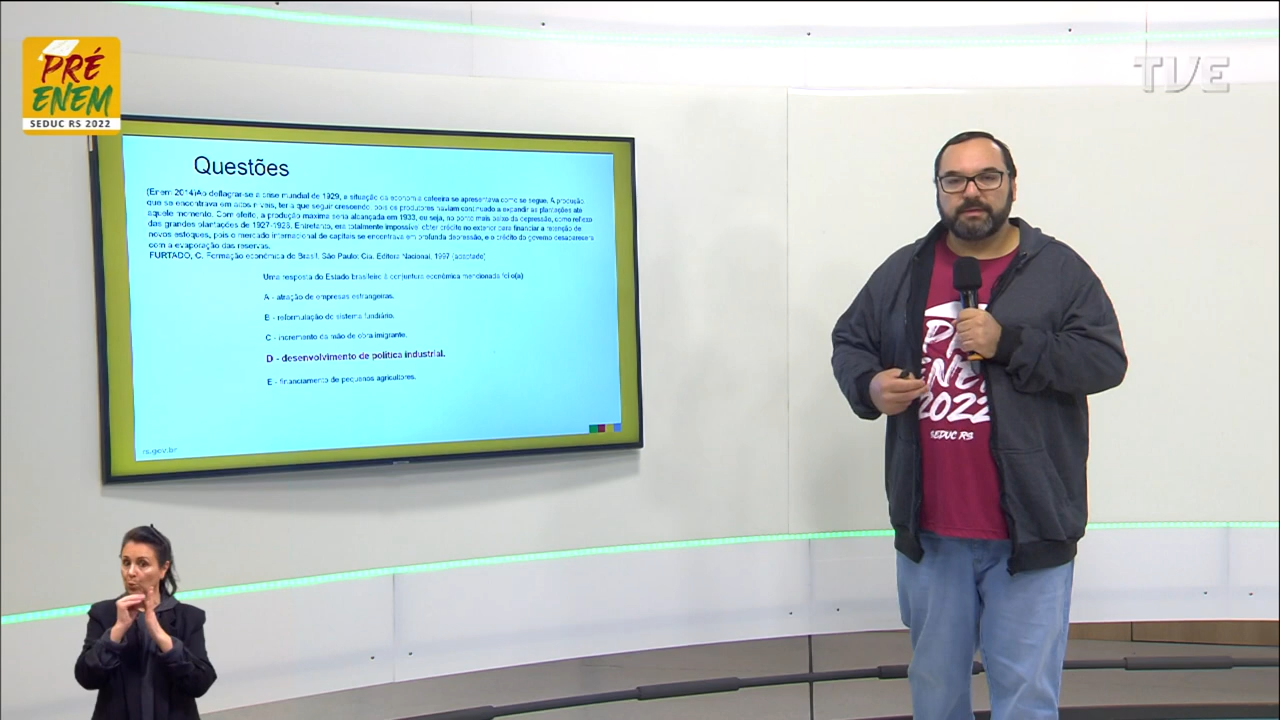 PRÉ
ENEM
SEDUC RS 2022
TVE
Questões
(Enem 2014)Ao deflagrar-se a crise mundial de 1929, a situação da economia cafeeira se apresentava como se segue. A produção,
que se encontrava em altos níveis, teria que seguir crescendo, pois os produtores haviam continuado a expandir as plantações até
aquele momento. Com efeito, a produção máxima seria alcançada em 1933, ou seja, no ponto mais baixo da depressão, como reflexo
das grandes plantações de 1927-1928. Entretanto, era totalmente impossível obter crédito no exterior para financiar a retenção de
novos estoques, pois o mercado internacional de capitais se encontrava em profunda depressão, e o crédito do governo desaparecera
com a evaporação das reservas.
FURTADO, C. Formação econômica do Brasil. São Paulo: Cia. Editora Nacional, 1997 (adaptado)
Uma resposta do Estado brasileiro à conjuntura econômica mencionada foi o(a)
A - atração de empresas estrangeiras.
B - reformulação do sistema fundiário.
C - incremento da mão de obra imigrante.
D - desenvolvimento de política industrial.
E - financiamento de pequenos agricultores.
rs.gov.br
2022
SEDUC RS